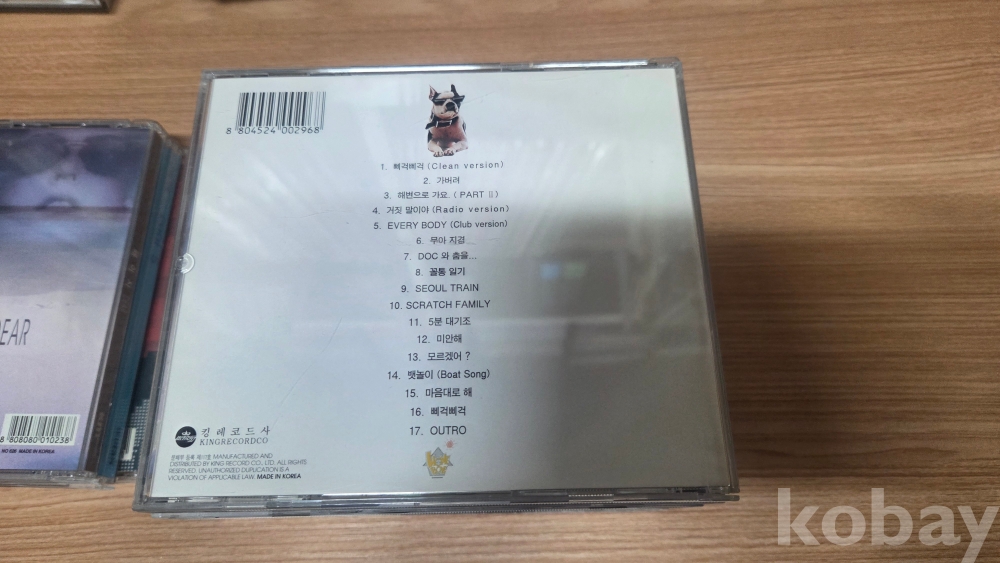 8 804524 002968
1. 삐걱삐걱 (Clean version)
2. 가버려
3. 해변으로 가요. ( PART Ⅱ )
4. 거짓 말이야 (Radio version)
5. EVERY BODY (Club version)
6. 무아 지경
7. DOC 와 춤을...
8. 꼴통 일기
9. SEOUL TRAIN
10. SCRATCH FAMILY
11. 5분 대기조
12. 미안해
13. 모르겠어 ?
14. 뱃놀이 (Boat Song)
15. 마음대로 해
16. 삐걱삐걱
17. OUTRO
킹레코드사
KINGRECORDCO
MANUFACTURED AND
DISTRIBUTED BY KING RECORD CO., LTD. ALL RIGHTS
RESERVED. UNAUTHORIZED DUPLICATION IS A
VIOLATION OF APPLICABLE LAW. MADE IN KOREA
EAR
8 808080 010238
MADE IN KOREA
kobay